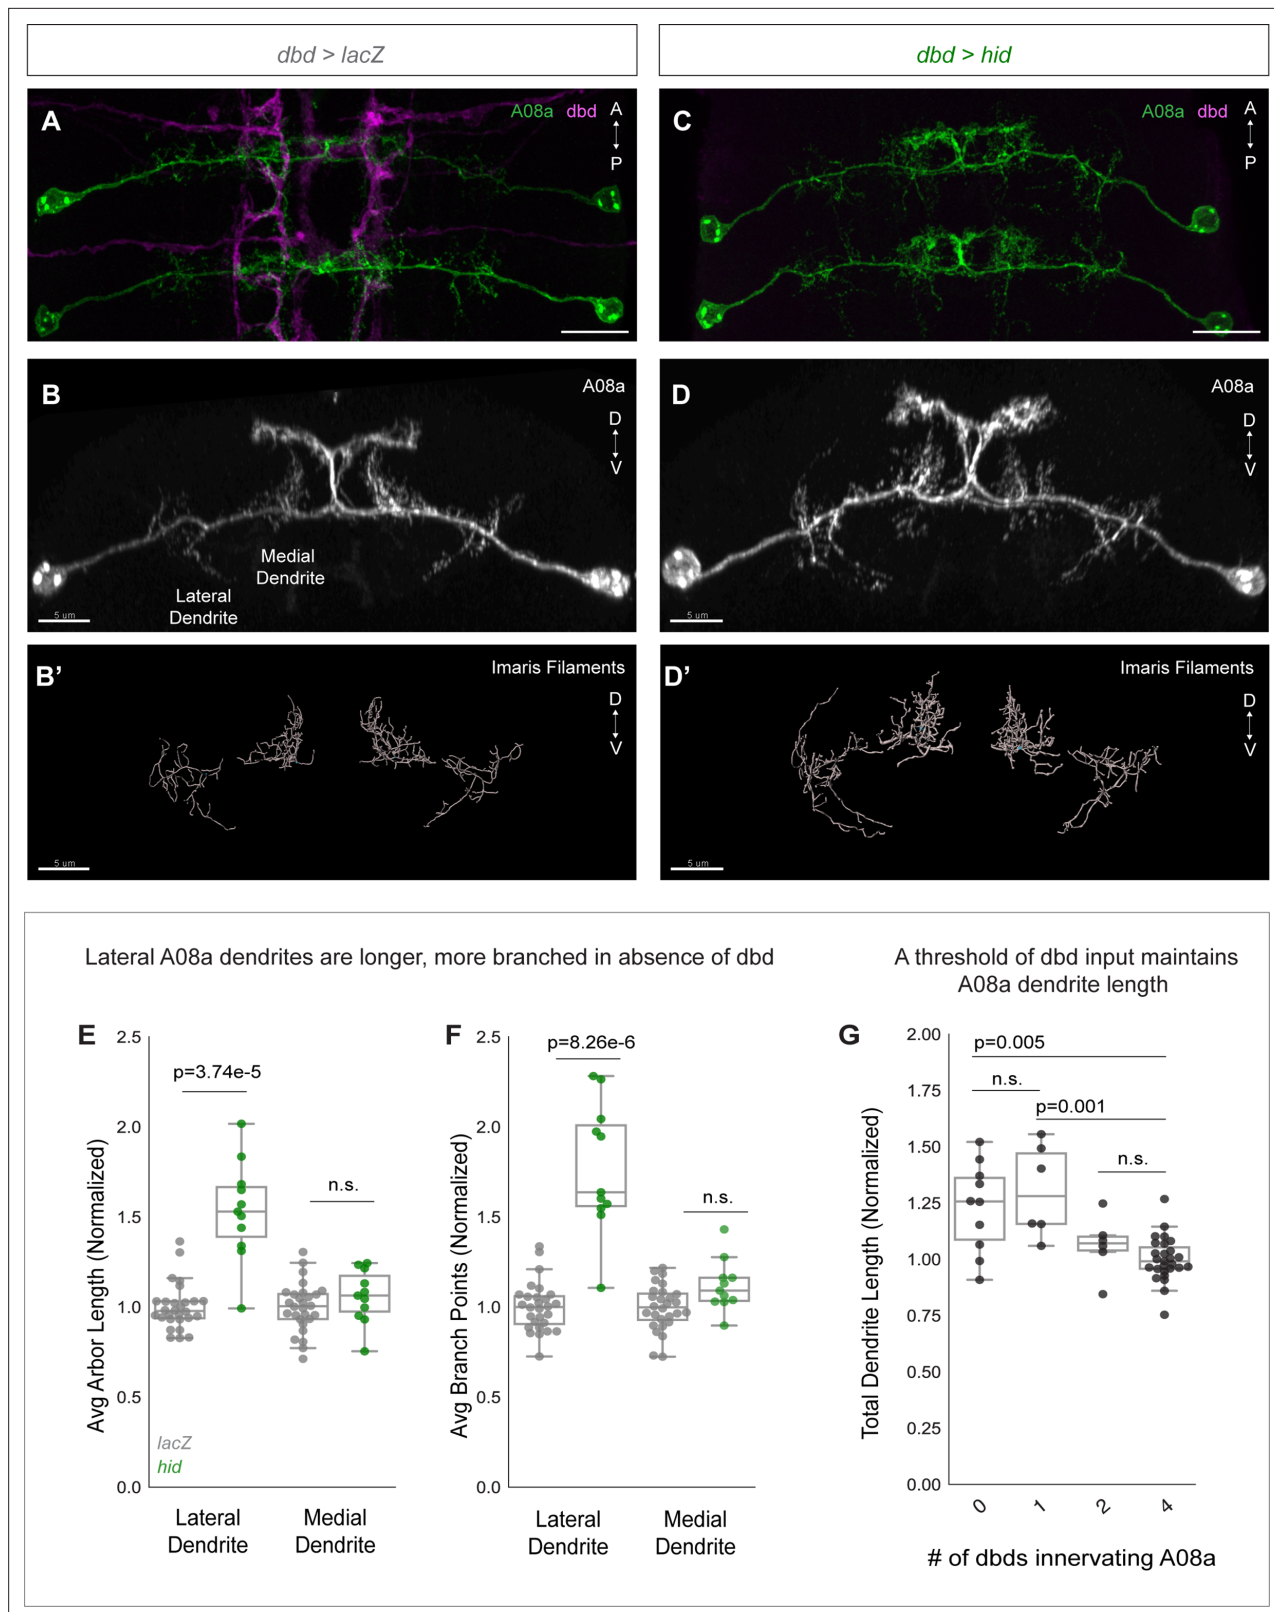 dbd > lacZ
dbd > hid
A
A08a dbd
A
P
C
A08a dbd
A
P
B
A08a
D
V
Medial
Dendrite
Lateral
Dendrite
5 um
D
A08a
D
V
5 um
B’
Imaris Filaments
D
V
5 um
D’
Imaris Filaments
D
V
5 um
Lateral A08a dendrites are longer, more branched in absence of dbd
A threshold of dbd input maintains
A08a dendrite length
E
Avg Arbor Length (Normalized)
2.5
2.0
1.5
1.0
0.5
0.0
p=3.74e-5
n.s.
lacZ
hid
Lateral
Dendrite
Medial
Dendrite
F
Avg Branch Points (Normalized)
2.5
2.0
1.5
1.0
0.5
0.0
p=8.26e-6
n.s.
Lateral
Dendrite
Medial
Dendrite
G
Total Dendrite Length (Normalized)
2.00
1.75
1.50
1.25
1.00
0.75
0.50
0.25
0.00
p=0.005
n.s.
p=0.001
n.s.
0
1
2
4
# of dbds innervating A08a